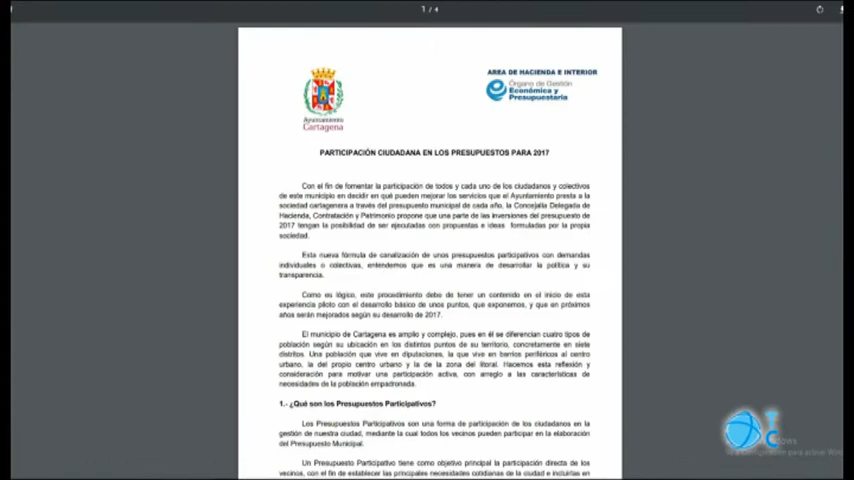 1 / 4
AREA DE HACIENDA E INTERIOR
Órgano de Gestión
Económica y
Presupuestaria
Ayuntamiento
Cartagena
PARTICIPACIÓN CIUDADANA EN LOS PRESUPUESTOS PARA 2017
Con el fin de fomentar la participación de todos y cada uno de los ciudadanos y colectivos
de este municipio en decidir en qué pueden mejorar los servicios que el Ayuntamiento presta a la
sociedad cartagenera a través del presupuesto municipal de cada año, la Concejalía Delegada de
Hacienda, Contratación y Patrimonio propone que una parte de las inversiones del presupuesto de
2017 tengan la posibilidad de ser ejecutadas con propuestas e ideas formuladas por la propia
sociedad.
Esta nueva fórmula de canalización de unos presupuestos participativos con demandas
individuales o colectivas, entendemos que es una manera de desarrollar la política y su
transparencia.
Como es lógico, este procedimiento debe de tener un contenido en el inicio de esta
experiencia piloto con el desarrollo básico de unos puntos, que exponemos, y que en próximos
años serán mejorados según su desarrollo de 2017.
El municipio de Cartagena es amplio y complejo, pues en él se diferencian cuatro tipos de
población según su ubicación en los distintos puntos de su territorio, concretamente en siete
distritos. Una población que vive en diputaciones, la que vive en barrios periféricos al centro
urbano, la del propio centro urbano y la de la zona del litoral. Hacemos esta reflexión y
consideración para motivar una participación activa, con arreglo a las características de
necesidades de la población empadronada.
1.- ¿Qué son los Presupuestos Participativos?
Los Presupuestos Participativos son una forma de participación de los ciudadanos en la
gestión de nuestra ciudad, mediante la cual todos los vecinos pueden participar en la elaboración
del Presupuesto Municipal.
Un Presupuesto Participativo tiene como objetivo principal la participación directa de los
vecinos, con el fin de establecer las principales necesidades cotidianas de la ciudad e incluirlas en